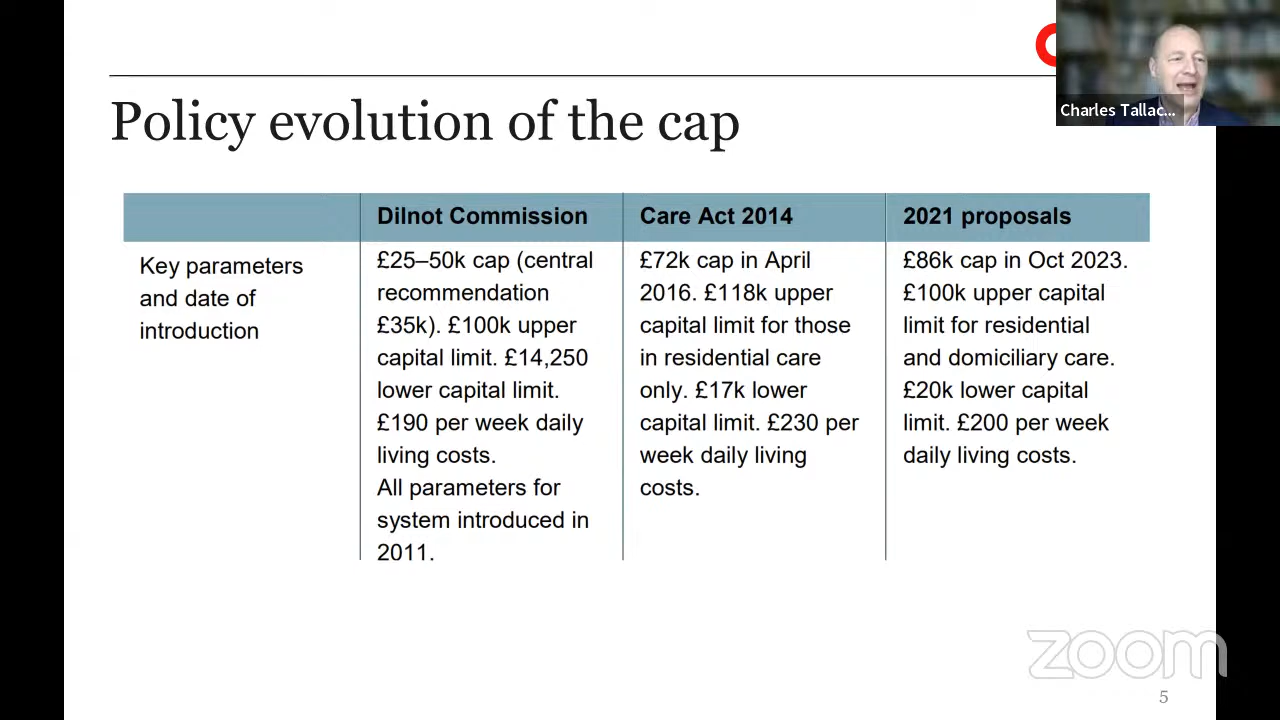 Charles Tallac...
Policy evolution of the cap
Dilnot Commission
Care Act 2014
2021 proposals
Key parameters
and date of
introduction
£25–50k cap (central
recommendation
£35k). £100k upper
capital limit. £14,250
lower capital limit.
£190 per week daily
living costs.
All parameters for
system introduced in
2011.
£72k cap in April
2016. £118k upper
capital limit for those
in residential care
only. £17k lower
capital limit. £230 per
week daily living
costs.
£86k cap in Oct 2023.
£100k upper capital
limit for residential
and domiciliary care.
£20k lower capital
limit. £200 per week
daily living costs.
zoom
5